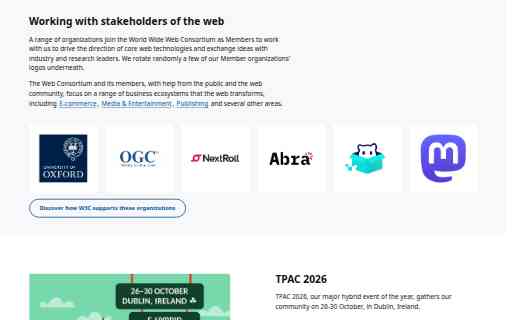 Working with stakeholders of the web
A range of organizations join the World Wide Web Consortium as Members to work
with us to drive the direction of core web technologies and exchange ideas with
industry and research leaders. We rotate randomly a few of our Member organizations'
logos underneath.
The Web Consortium and its members, with help from the public and the web
community, focus on a range of business ecosystems that the web transforms,
including E-commerce, Media & Entertainment, Publishing and several other areas.
UNIVERSITY OF
OXFORD
OGC
NextRoll
Abra
Discover how W3C supports these organizations
26–30 OCTOBER
DUBLIN, IRELAND
TPAC 2026
TPAC 2026, our major hybrid event of the year, gathers our
community on 26-30 October, in Dublin, Ireland.